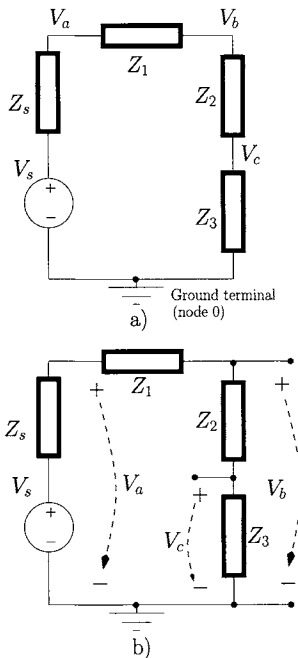 V_a
V_b
Z_1
Z_s
Z_2
V_c
V_s
+
−
Z_3
Ground terminal
(node 0)
a)
Z_1
+
+
Z_s
Z_2
V_s
V_a
+
V_b
+
−
V_c
Z_3
−
−
−
b)